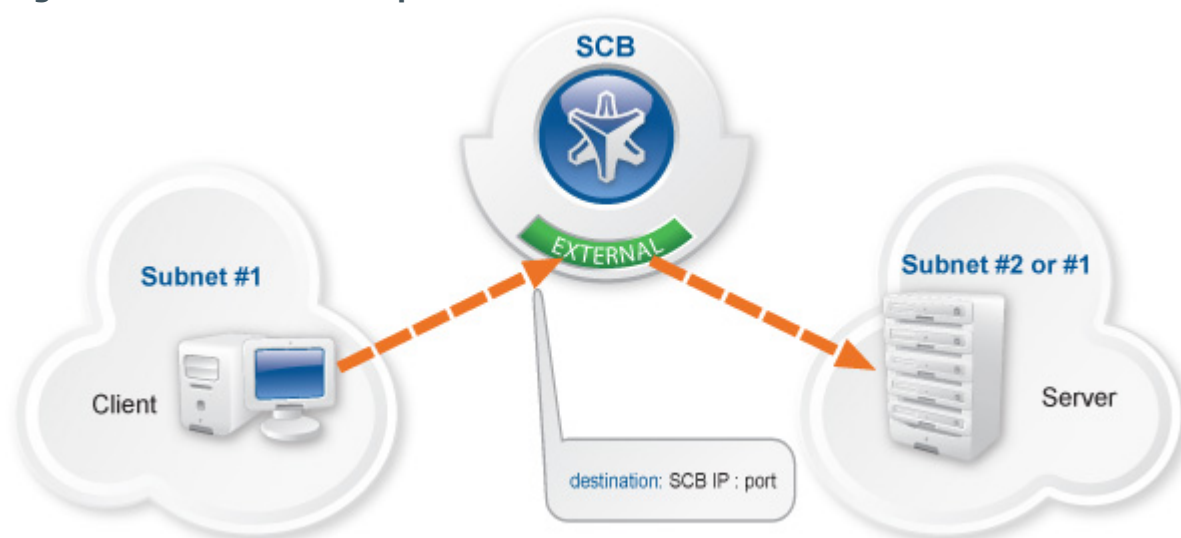 SCB
EXTERNAL
Subnet #1
Client
Subnet #2 or #1
Server
destination: SCB IP : port